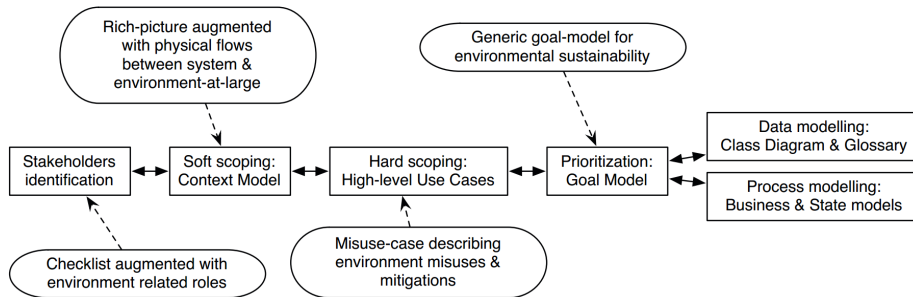 Rich-picture augmented
with physical flows
between system &
environment-at-large
Generic goal-model for
environmental sustainability
Stakeholders
identification
Soft scoping:
Context Model
Hard scoping:
High-level Use Cases
Prioritization:
Goal Model
Data modelling:
Class Diagram & Glossary
Process modelling:
Business & State models
Checklist augmented with
environment related roles
Misuse-case describing
environment misuses &
mitigations